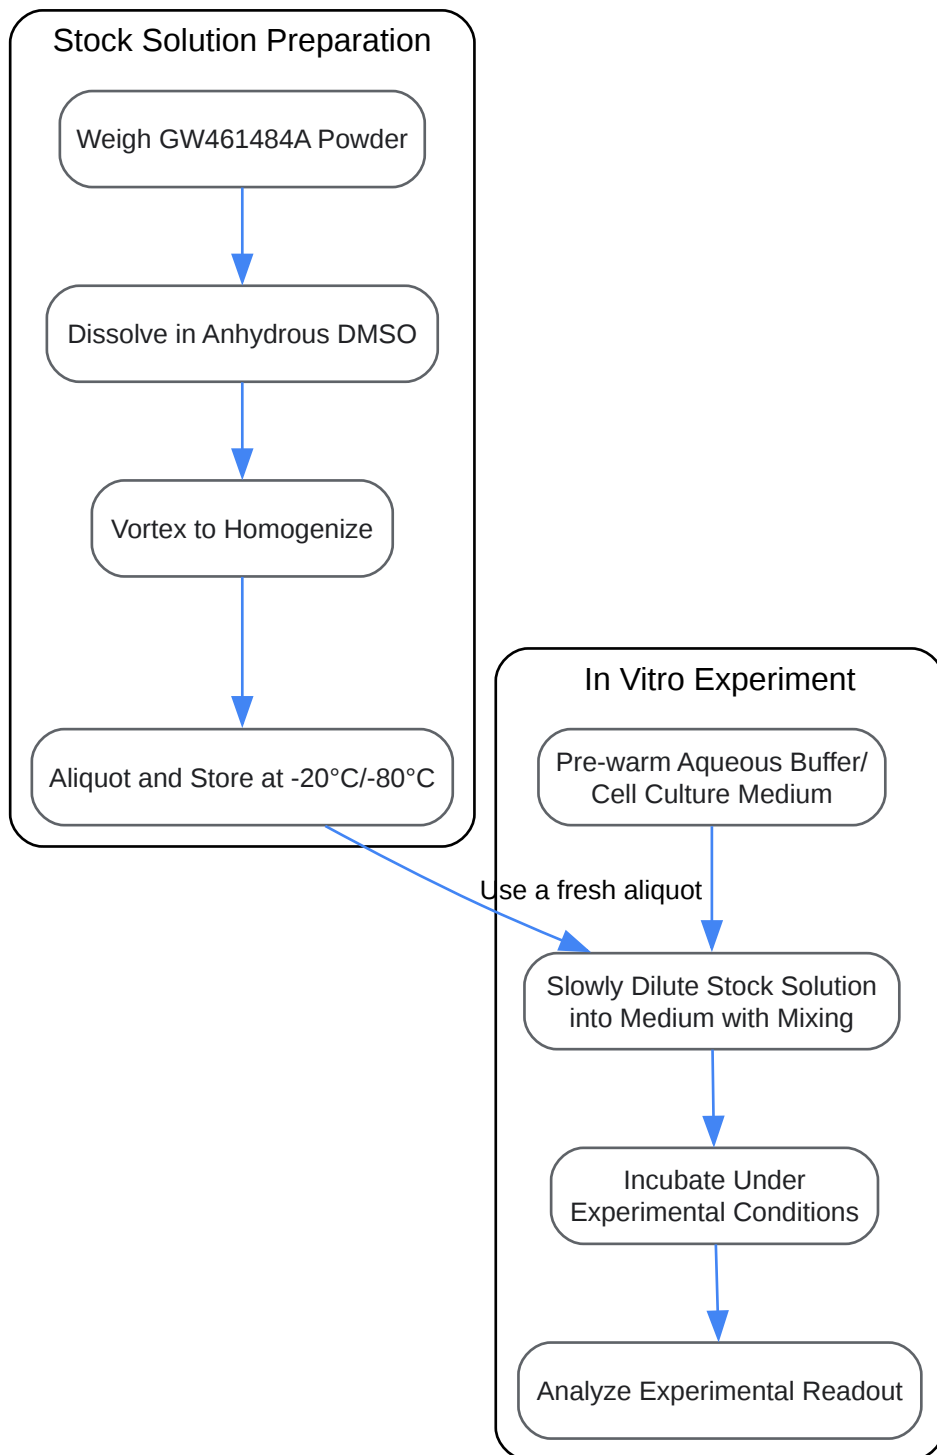 Stock Solution Preparation
Weigh GW461484A Powder
Dissolve in Anhydrous DMSO
Vortex to Homogenize
Aliquot and Store at -20°C/-80°C
In Vitro Experiment
Pre-warm Aqueous Buffer/
Cell Culture Medium
Use a fresh aliquot
Slowly Dilute Stock Solution
into Medium with Mixing
Incubate Under
Experimental Conditions
Analyze Experimental Readout